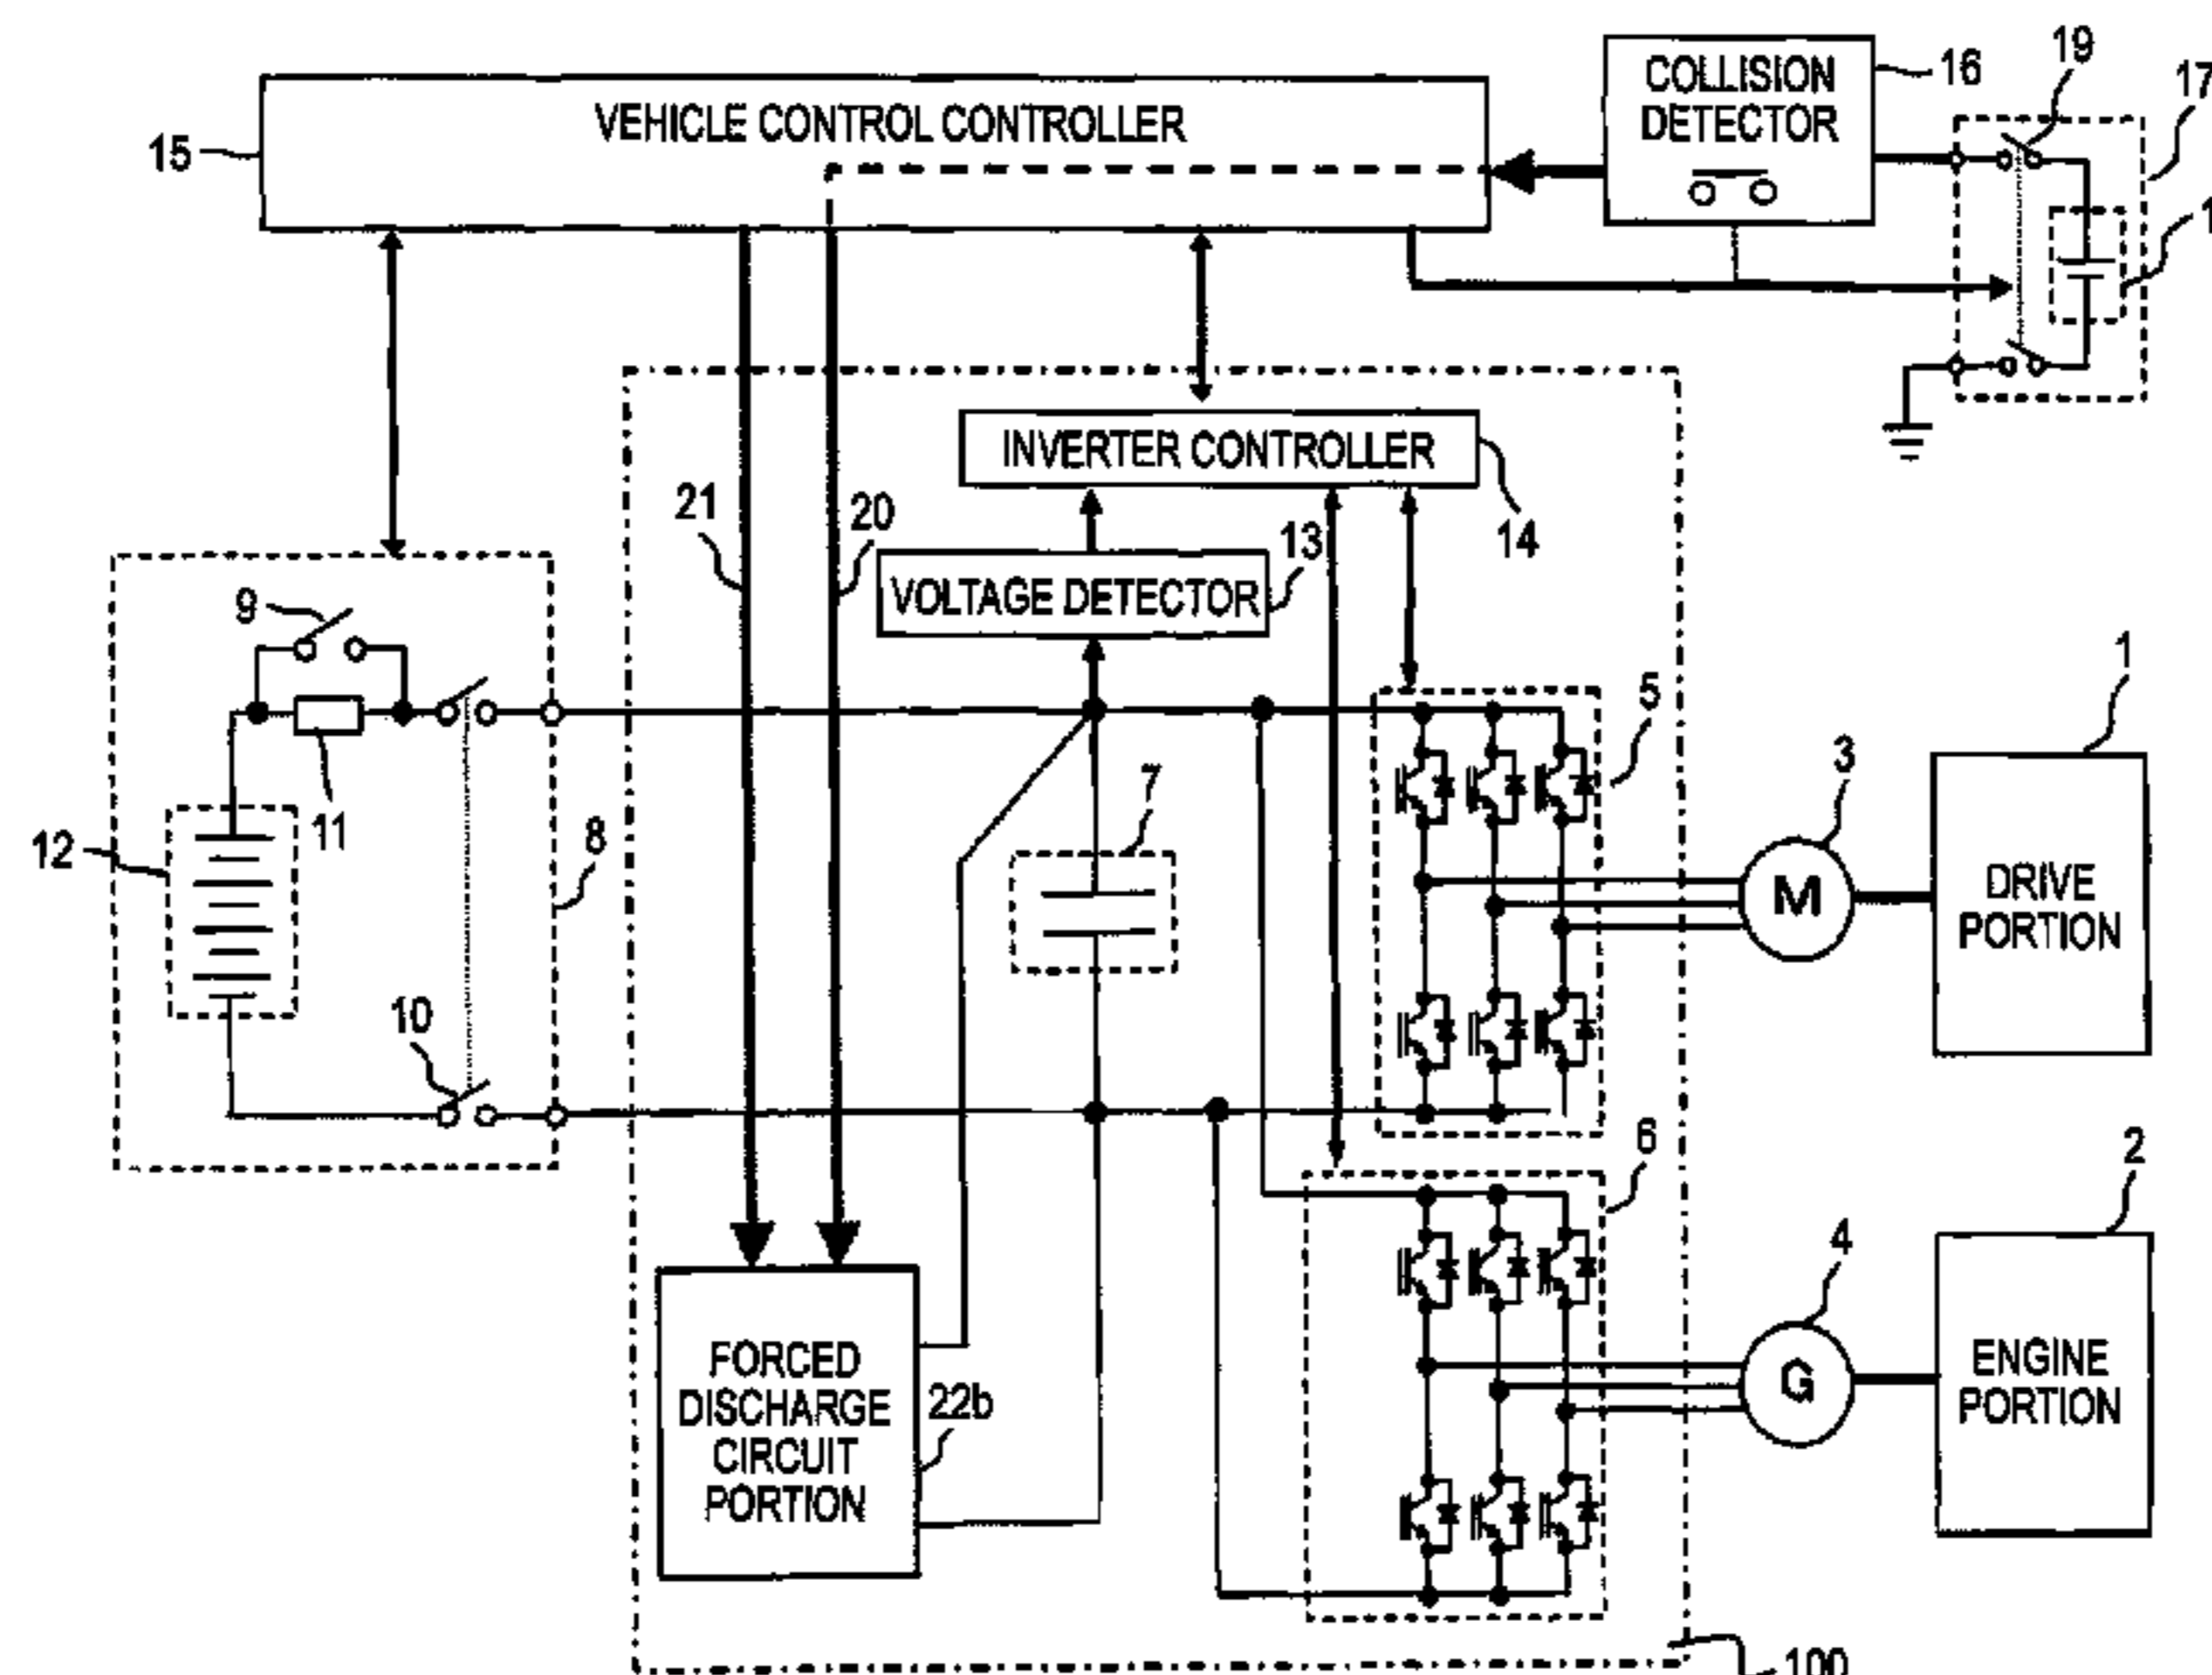 VEHICLE CONTROL CONTROLLER
15
COLLISION
DETECTOR
16
19
17
INVERTER CONTROLLER
14
21
20
VOLTAGE DETECTOR
13
9
11
12
8
10
7
5
3
M
1
DRIVE
PORTION
6
4
G
2
ENGINE
PORTION
FORCED
DISCHARGE
CIRCUIT
PORTION
22b
100